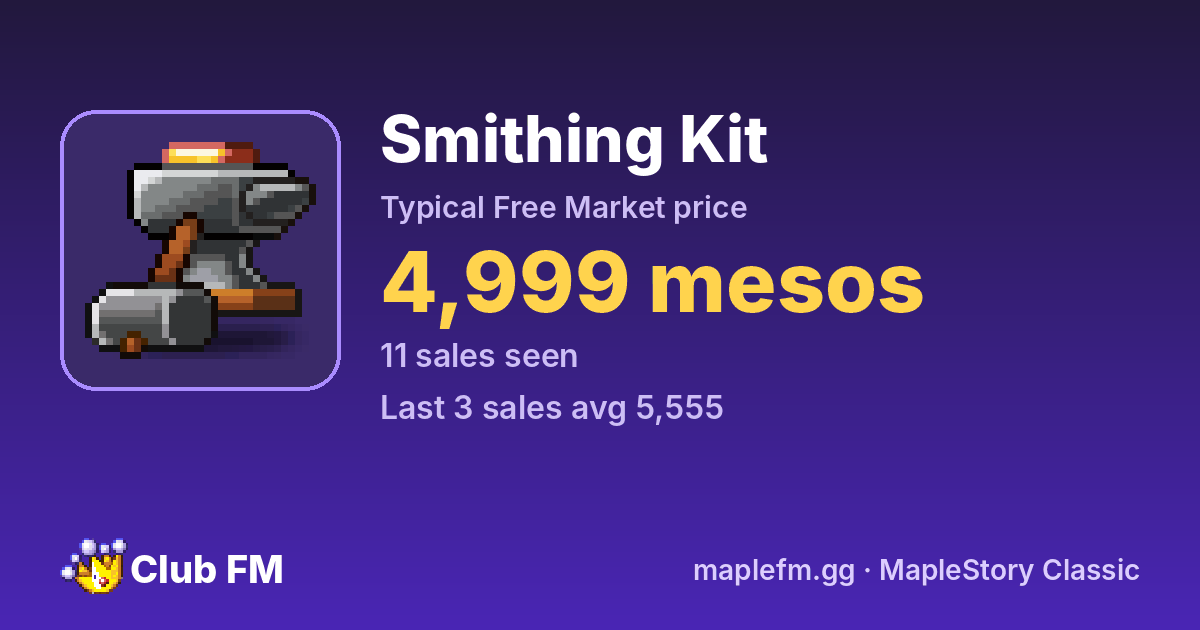 Smithing Kit
Typical Free Market price
4,999 mesos
11 sales seen
Last 3 sales avg 5,555
Club FM
maplefm.gg · MapleStory Classic